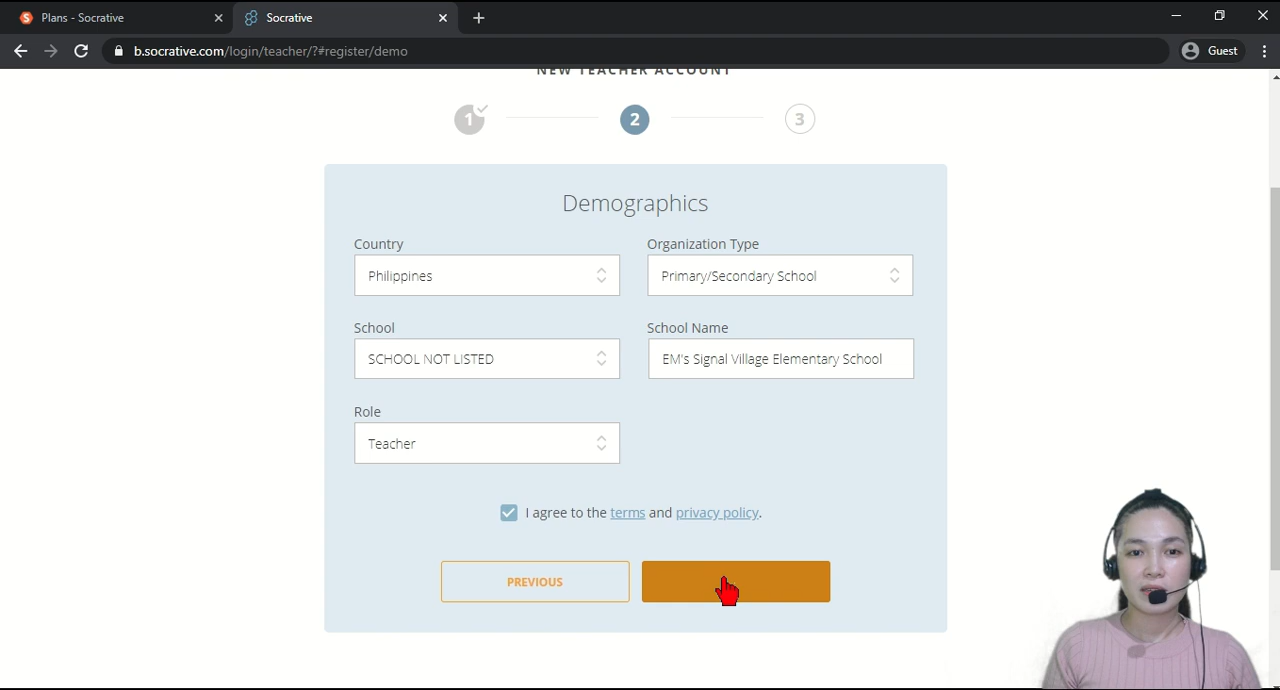 Plans - Socrative
Socrative
b.socrative.com/login/teacher/?#register/demo
Guest
NEW TEACHER ACCOUNT
1
2
3
Demographics
Country
Organization Type
Philippines
Primary/Secondary School
School
School Name
SCHOOL NOT LISTED
EM's Signal Village Elementary School
Role
Teacher
I agree to the terms and privacy policy.
PREVIOUS